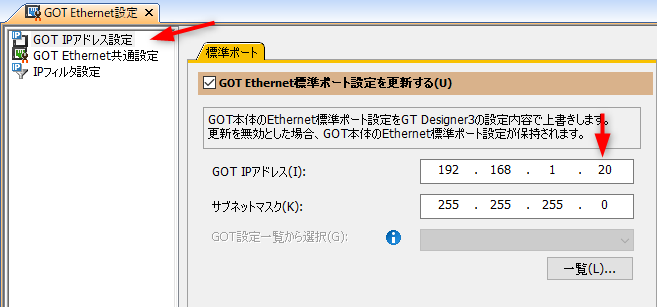 GOT Ethernet設定
GOT IPアドレス設定
GOT Ethernet共通設定
IPフィルタ設定
標準ポート
GOT Ethernet標準ポート設定を更新する(U)
GOT本体のEthernet標準ポート設定をGT Designer3の設定内容で上書きします。
更新を無効とした場合、GOT本体のEthernet標準ポート設定が保持されます。
GOT IPアドレス(I): 192 . 168 . 1 . 20
サブネットマスク(K): 255 . 255 . 255 . 0
GOT設定一覧から選択(G):
一覧(L)...